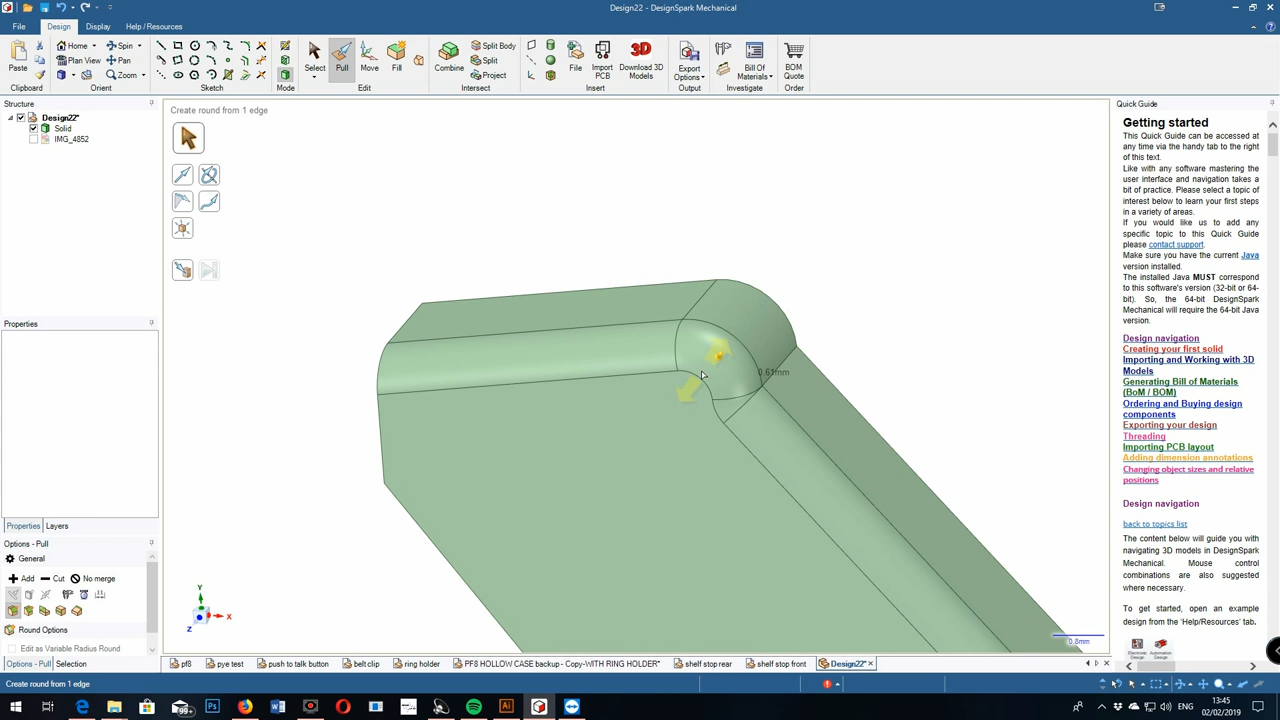 Design22 - DesignSpark Mechanical
File Design Display Help / Resources
Home Spin
Plan View Pan
Zoom
Paste Select Pull Move Fill Combine Split Body
Split
Project
File Import PCB Download 3D Models Export Options Bill Of Materials BOM Quote
Clipboard Orient Sketch Mode Edit Intersect Insert Output Investigate Order
Structure
Design22*
Solid
IMG_4852
Properties
Properties Layers
Options - Pull
General
Add Cut No merge
Round Options
Edit as Variable Radius Round
Options - Pull Selection
Create round from 1 edge
0.61mm
Y
X
Z
0.8mm
pf8 pye test push to talk button belt clip ring holder 8 HOLLOW CASE backup - Copy-WITH RING HOLDER* shelf stop rear shelf stop front Design22*
Quick Guide
Getting started
This Quick Guide can be accessed at
any time via the handy tab to the right
of this text.
Like with any software mastering the
user interface and navigation takes a
bit of practice. Please select a topic of
interest below to learn your first steps
in a variety of areas.
If you would like us to add any
specific topic to this Quick Guide
please contact support.
Make sure you have the current Java
version installed.
The installed Java MUST correspond
to this software's version (32-bit or 64-
bit). So, the 64-bit DesignSpark
Mechanical will require the 64-bit Java
version.
Design navigation
Creating your first solid
Importing and Working with 3D
Models
Generating Bill of Materials
(BoM / BOM)
Ordering and Buying design
components
Exporting your design
Threading
Importing PCB layout
Adding dimension annotations
Changing object sizes and relative
positions
Design navigation
back to topics list
The content below will guide you with
navigating 3D models in DesignSpark
Mechanical. Mouse control
combinations are also suggested
where necessary.
To get started, open an example
design from the 'Help/Resources' tab.
Create round from 1 edge
99+
13:45
02/02/2019